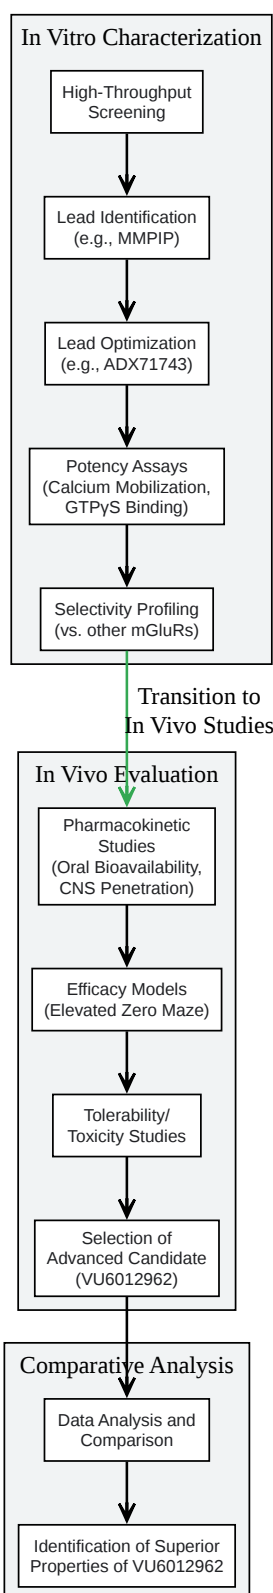 In Vitro Characterization
High-Throughput
Screening
Lead Identification
(e.g., MMPIP)
Lead Optimization
(e.g., ADX71743)
Potency Assays
(Calcium Mobilization,
GTPγS Binding)
Selectivity Profiling
(vs. other mGluRs)
Transition to
In Vivo Studies
In Vivo Evaluation
Pharmacokinetic
Studies
(Oral Bioavailability,
CNS Penetration)
Efficacy Models
(Elevated Zero Maze)
Tolerability/
Toxicity Studies
Selection of
Advanced Candidate
(VU6012962)
Comparative Analysis
Data Analysis and
Comparison
Identification of Superior
Properties of VU6012962